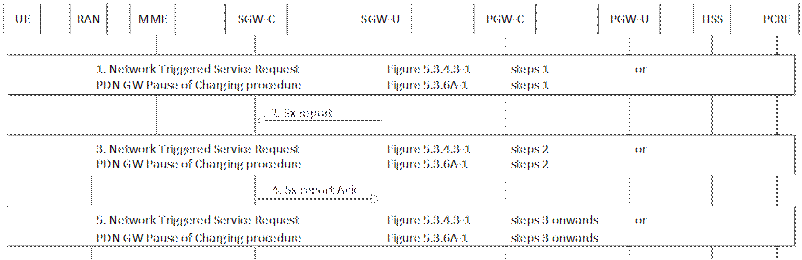 UE RAN MME SGW-C SGW-U PGW-C PGW-U HSS PCRF
1. Network Triggered Service Request Figure 5.3.4.3-1 steps 1 or
PDN GW Pause of Charging procedure Figure 5.3.6A-1 steps 1
2. Sx report
3. Network Triggered Service Request Figure 5.3.4.3-1 steps 2 or
PDN GW Pause of Charging procedure Figure 5.3.6A-1 steps 2
4. Sx report Ack
5. Network Triggered Service Request Figure 5.3.4.3-1 steps 3 onwards or
PDN GW Pause of Charging procedure Figure 5.3.6A-1 steps 3 onwards